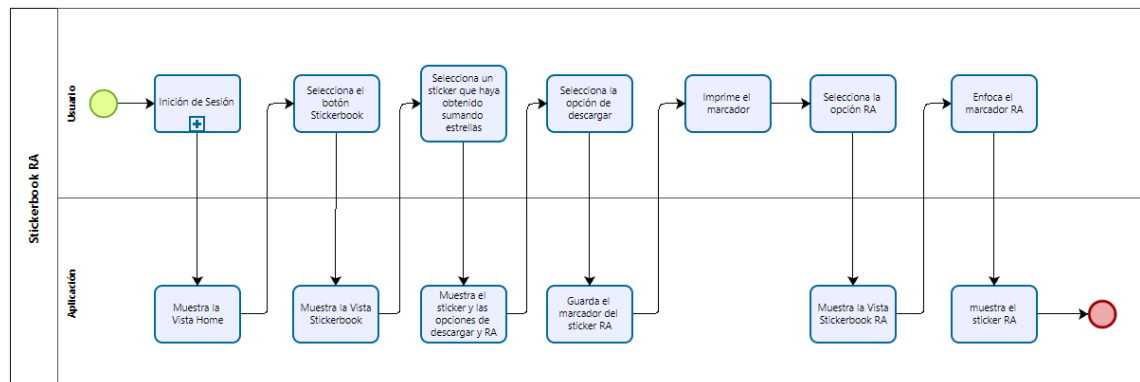 Stickerbook RA
Usuario
Inición de Sesión
Selecciona el
botón
Stickerbook
Selecciona un
sticker que haya
obtenido
sumando
estrellas
Selecciona la
opción de
descargar
Imprime el
marcador
Selecciona la
opción RA
Enfoca el
marcador RA
Aplicación
Muestra la
Vista Home
Muestra la Vista
Stickerbook
Muestra el
sticker y las
opciones de
descargar y RA
Guarda el
marcador del
sticker RA
Muestra la Vista
Stickerbook RA
muestra el
sticker RA